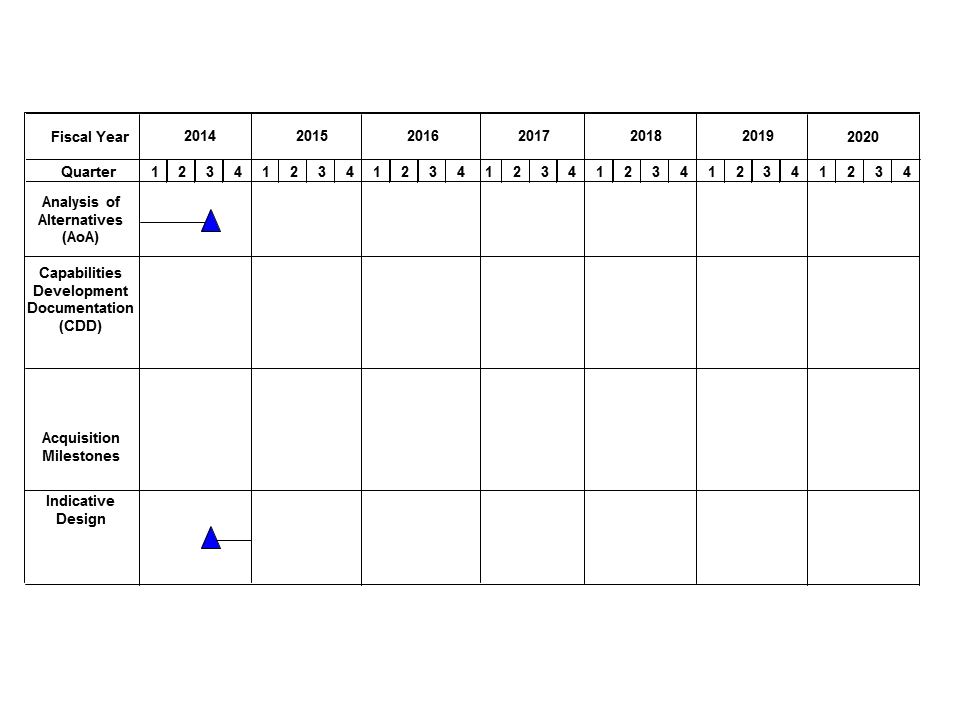 Fiscal Year 2014 2015 2016 2017 2018 2019 2020
Quarter 1 2 3 4 1 2 3 4 1 2 3 4 1 2 3 4 1 2 3 4 1 2 3 4 1 2 3 4
Analysis of
Alternatives
(AoA)
Capabilities
Development
Documentation
(CDD)
Acquisition
Milestones
Indicative
Design